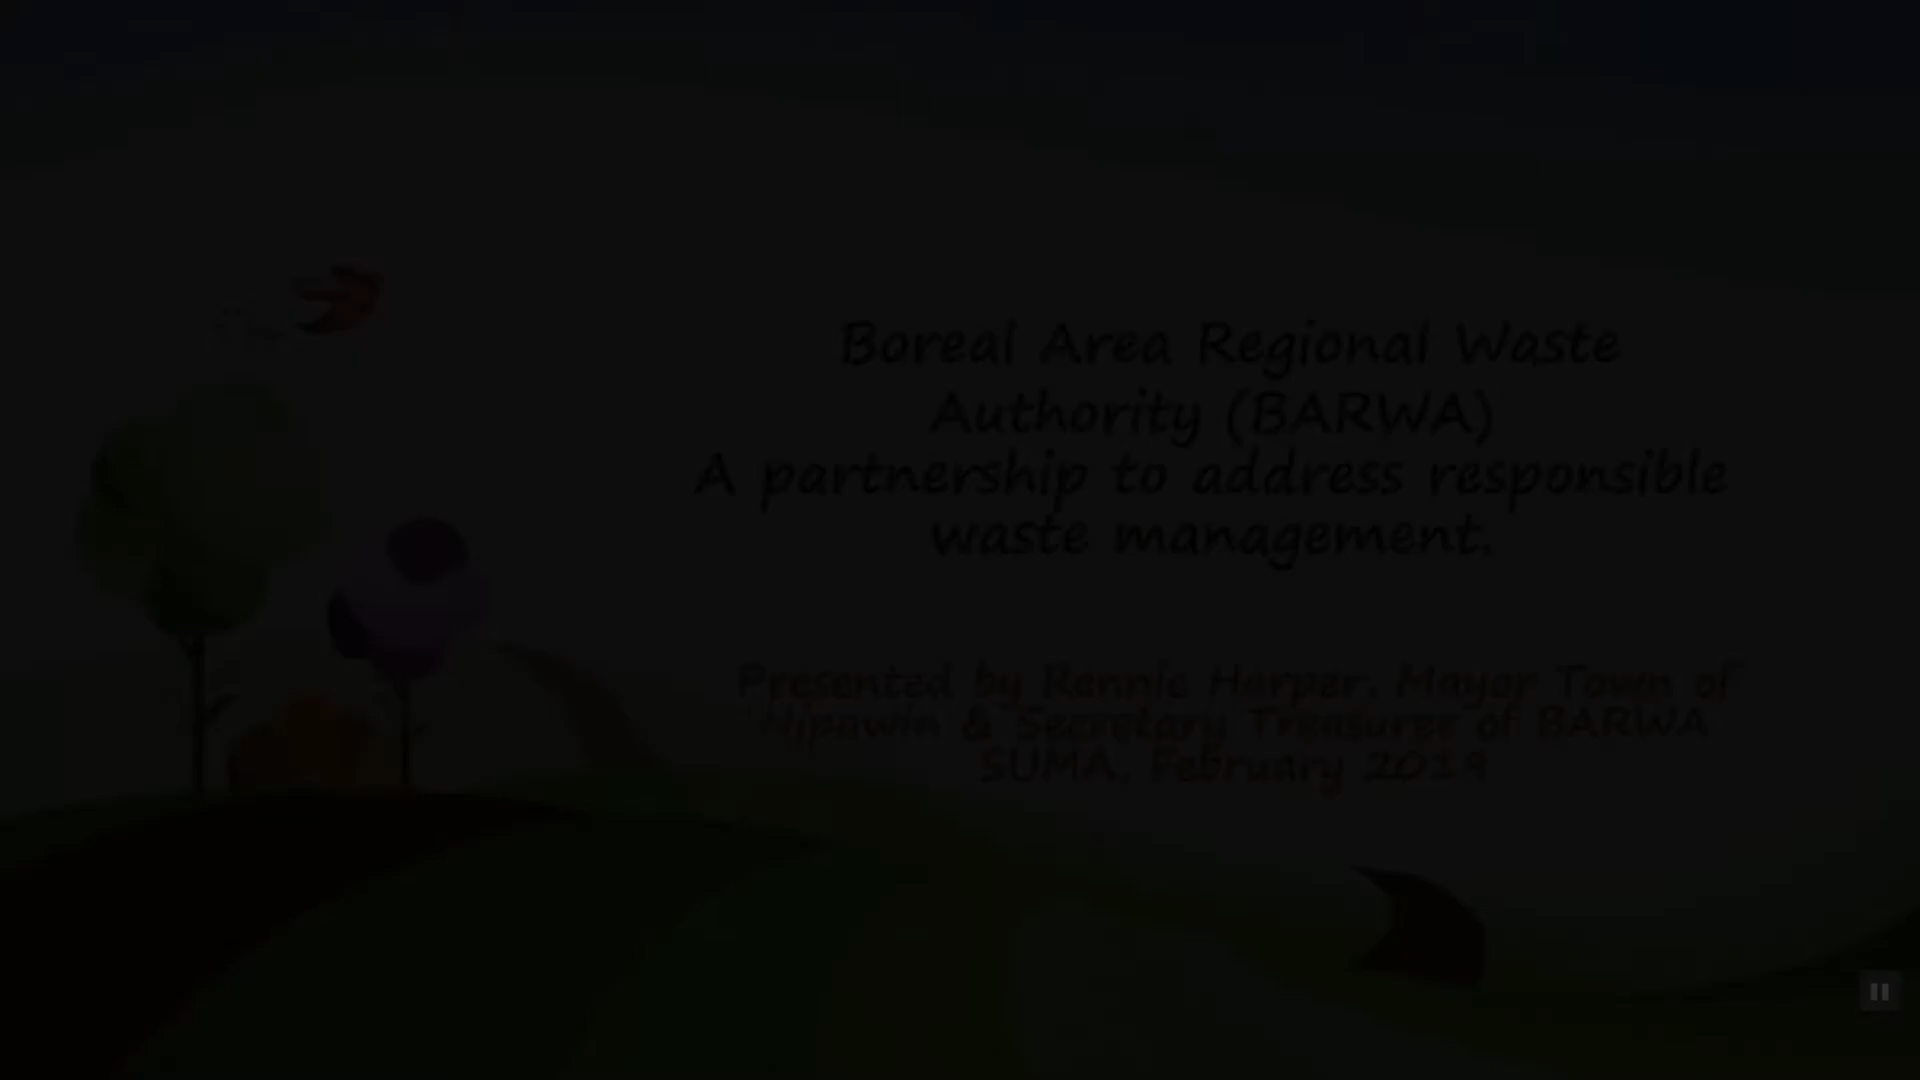 Boreal Area Regional Waste
Authority (BARWA)
A partnership to address responsible
waste management.
Presented by Rennie Harper, Mayor Town of
Nipawin & Secretary Treasurer of BARWA
SUMA, February 2019